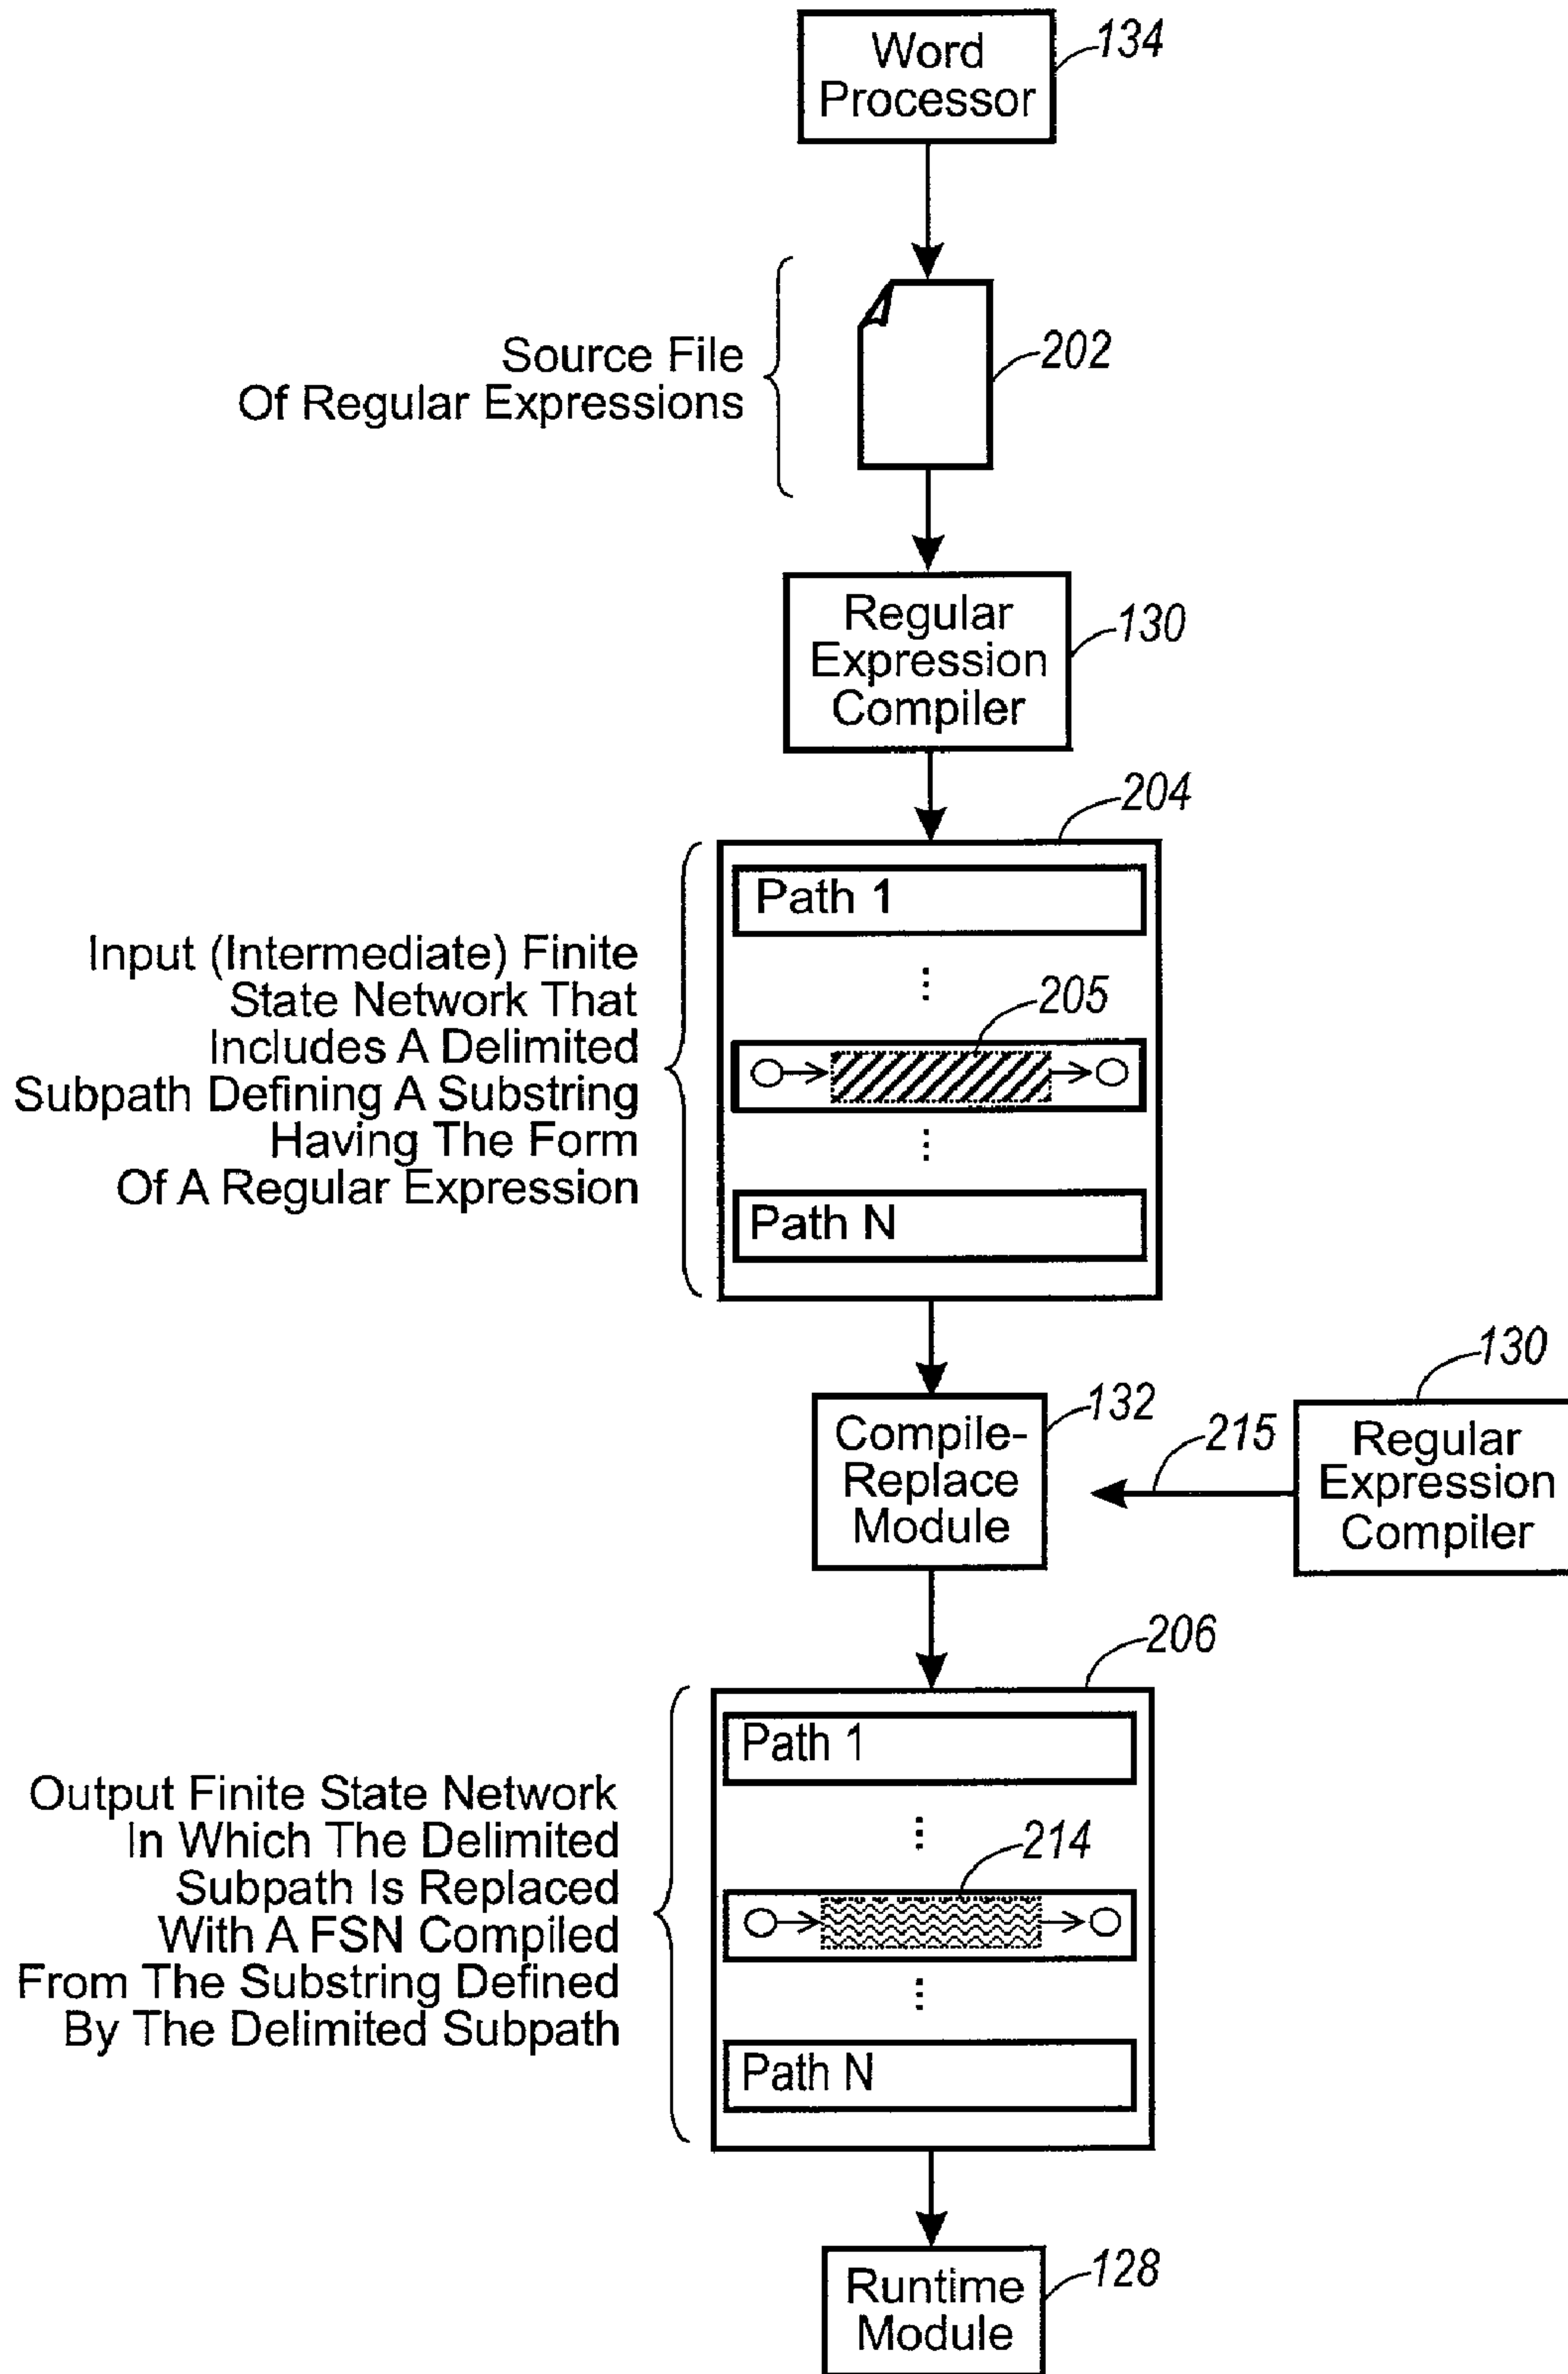 Word
Processor
134
Source File
Of Regular Expressions
202
Regular
Expression
Compiler
130
204
Input (Intermediate) Finite
State Network That
Includes A Delimited
Subpath Defining A Substring
Having The Form
Of A Regular Expression
Path 1
...
205
...
Path N
Compile-
Replace
Module
132
215
130
Regular
Expression
Compiler
206
Output Finite State Network
In Which The Delimited
Subpath Is Replaced
With A FSN Compiled
From The Substring Defined
By The Delimited Subpath
Path 1
...
214
...
Path N
Runtime
Module
128